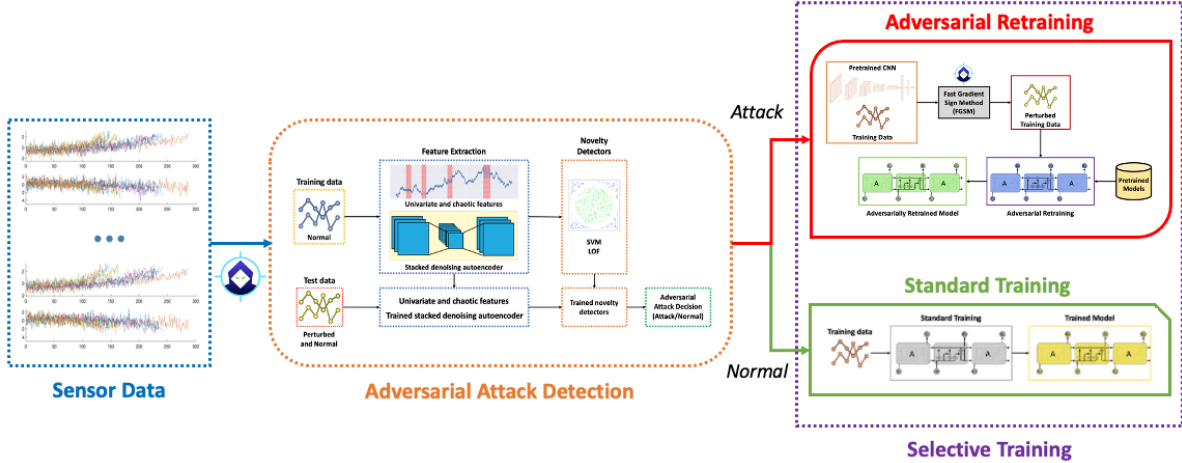 Sensor Data
Adversarial Attack Detection
Feature Extraction
Novelty
Detectors
Training data
Normal
Univariate and chaotic features
Stacked denoising autoencoder
SVM
LOF
Test data
Perturbed
and Normal
Univariate and chaotic features
Trained stacked denoising autoencoder
Trained novelty
detectors
Adversarial
Attack Decision
(Attack/Normal)
Attack
Normal
Adversarial Retraining
Pretrained CNN
Training Data
Fast Gradient
Sign Method
(FGSM)
Perturbed
Training Data
A
A
Adversarially Retrained Model
A
A
Adversarial Retraining
Pretrained
Models
Standard Training
Training data
Standard Training
A
A
Trained Model
A
A
Selective Training